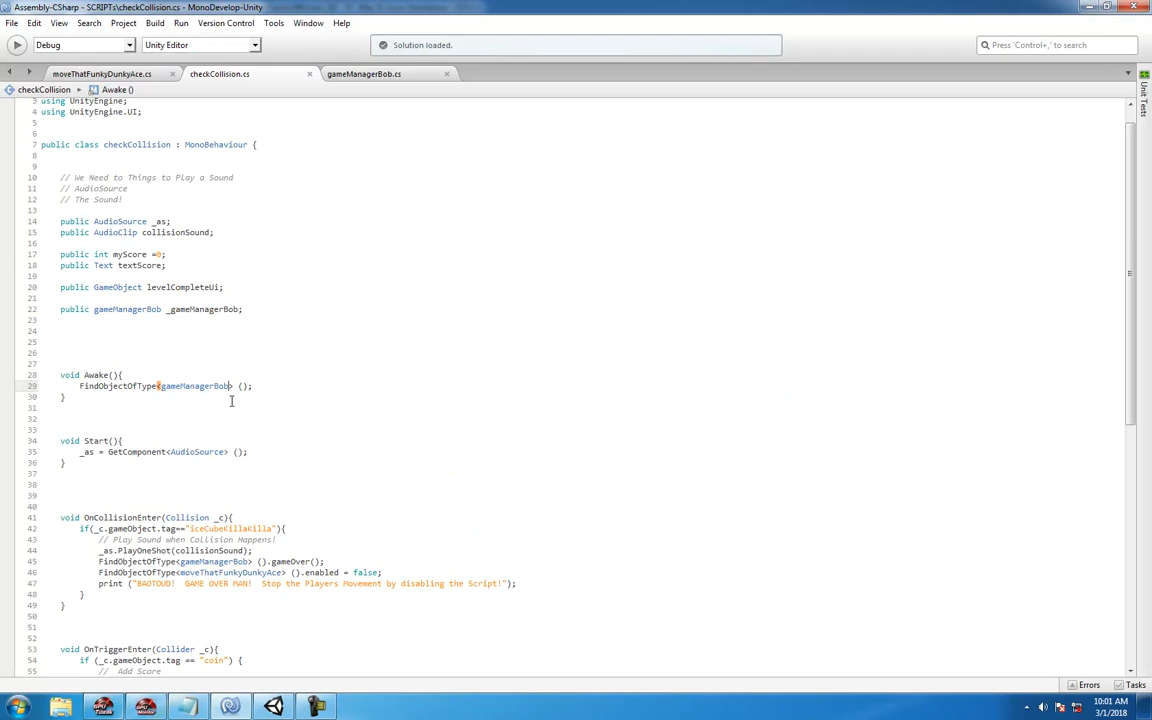 Assembly-CSharp - SCRIPTs\checkCollision.cs - MonoDevelop-Unity
File Edit View Search Project Build Run Version Control Tools Window Help
Debug Unity Editor Solution loaded. Press 'Control+,' to search
moveThatFunkyDunkyAce.cs checkCollision.cs gameManagerBob.cs
checkCollision Awake ()
Unit Tests
3 using UnityEngine;
4 using UnityEngine.UI;
5
6
7 public class checkCollision : MonoBehaviour {
8
9
10 // We Need to Things to Play a Sound
11 // AudioSource
12 // The Sound!
13
14 public AudioSource _as;
15 public AudioClip collisionSound;
16
17 public int myScore =0;
18 public Text textScore;
19
20 public GameObject levelCompleteUi;
21
22 public gameManagerBob _gameManagerBob;
23
24
25
26
27
28 void Awake(){
29 FindObjectOfType<gameManagerBob> ();
30 }
31
32
33
34 void Start(){
35 _as = GetComponent<AudioSource> ();
36 }
37
38
39
40
41 void OnCollisionEnter(Collision _c){
42 if(_c.gameObject.tag=="iceCubeKillaKilla"){
43 // Play Sound when Collision Happens!
44 _as.PlayOneShot(collisionSound);
45 FindObjectOfType<gameManagerBob> ().gameOver();
46 FindObjectOfType<moveThatFunkyDunkyAce> ().enabled = false;
47 print ("BAOTOUD!  GAME OVER MAN!  Stop the Players Movement by disabling the Script!");
48 }
49 }
50
51
52
53 void OnTriggerEnter(Collider _c){
54 if (_c.gameObject.tag == "coin") {
55 //  Add Score
Errors Tasks
10:01 AM
3/1/2018